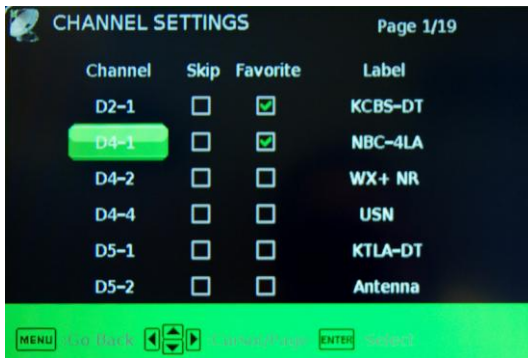 CHANNEL SETTINGS Page 1/19
Channel Skip Favorite Label
D2-1 KCBS-DT
D4-1 NBC-4LA
D4-2 WX+ NR
D4-4 USN
D5-1 KTLA-DT
D5-2 Antenna
MENU Go Back ENTER Select